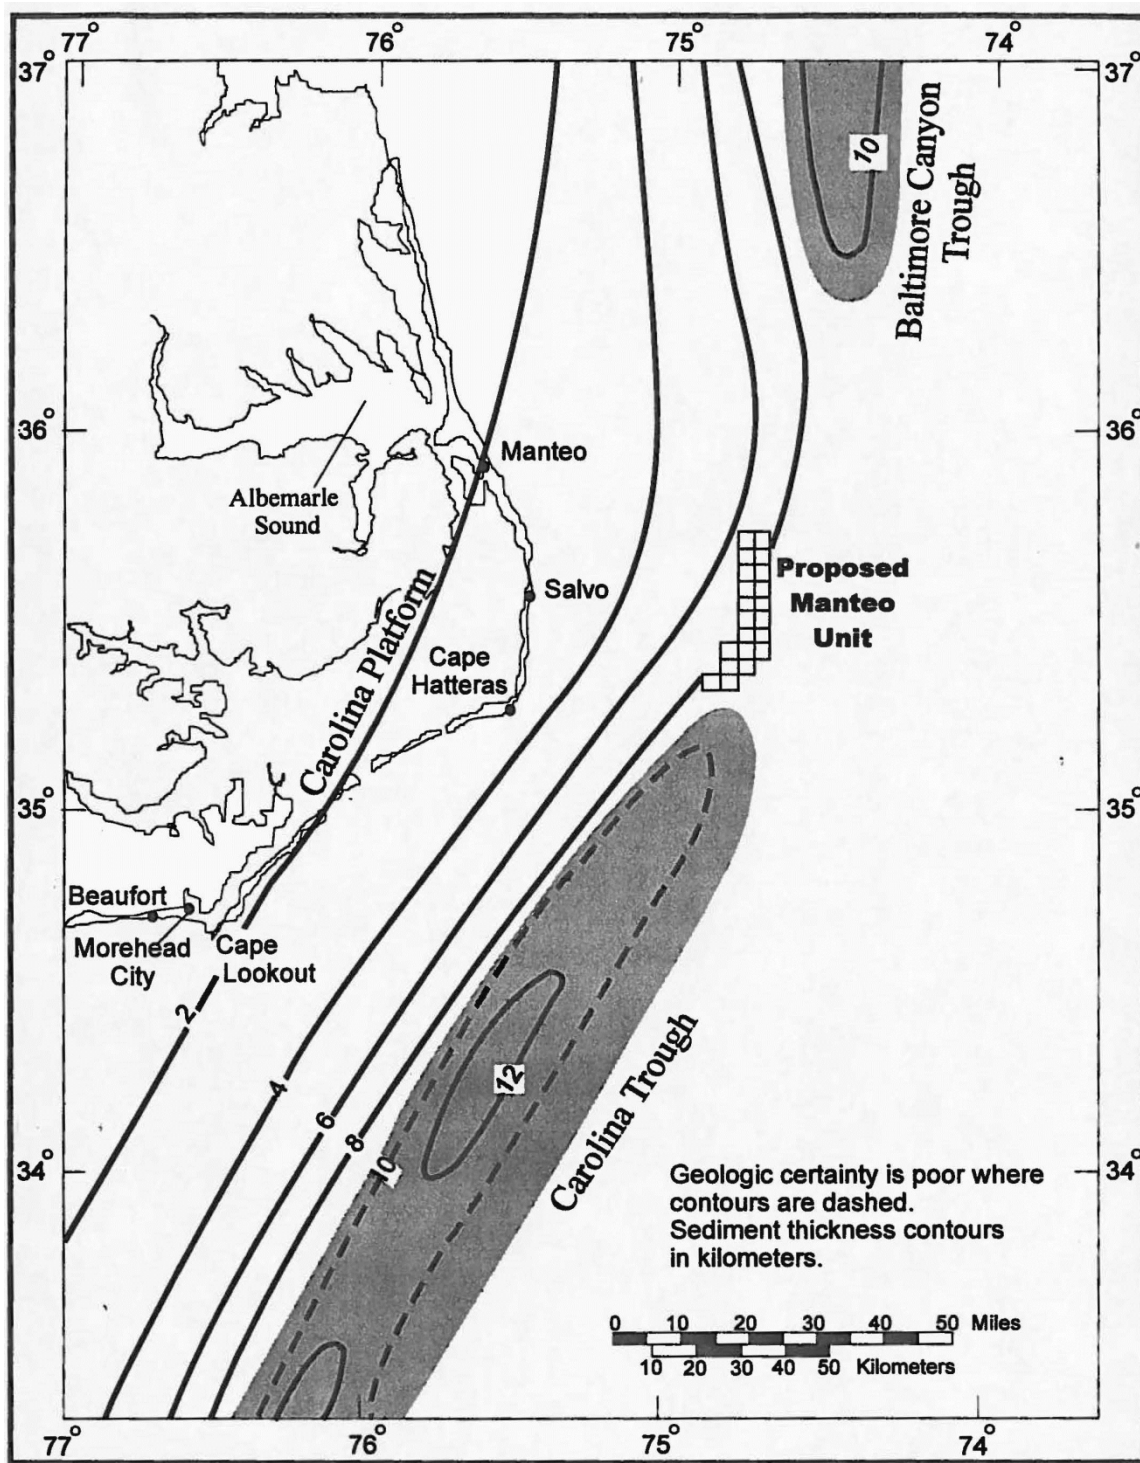 77° 76° 75° 74°
37° 37°
10
Baltimore Canyon
Trough
36° 36°
Manteo
Albemarle
Sound
Proposed
Manteo
Unit
Salvo
Carolina Platform
Cape
Hatteras
35° 35°
Beaufort
Morehead
City
Cape
Lookout
2
4
6
8
10
12
Carolina Trough
34° 34°
Geologic certainty is poor where
contours are dashed.
Sediment thickness contours
in kilometers.
0 10 20 30 40 50 Miles
10 20 30 40 50 Kilometers
77° 76° 75° 74°